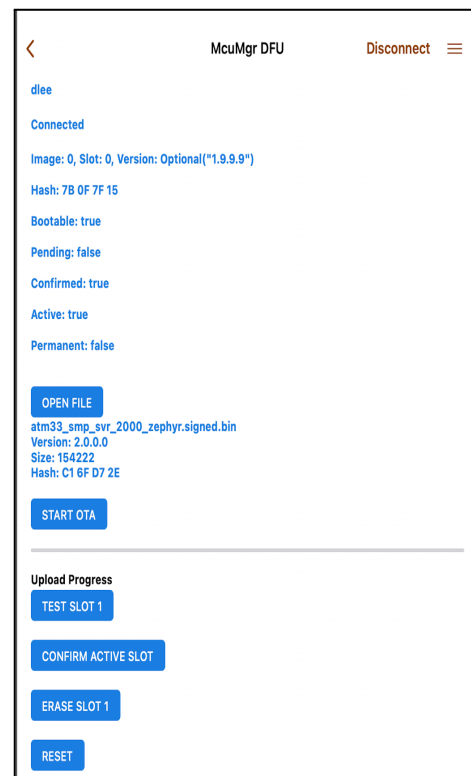 McuMgr DFU Disconnect
dlee
Connected
Image: 0, Slot: 0, Version: Optional("1.9.9.9")
Hash: 7B 0F 7F 15
Bootable: true
Pending: false
Confirmed: true
Active: true
Permanent: false
OPEN FILE
atm33_smp_svr_2000_zephyr.signed.bin
Version: 2.0.0.0
Size: 154222
Hash: C1 6F D7 2E
START OTA
Upload Progress
TEST SLOT 1
CONFIRM ACTIVE SLOT
ERASE SLOT 1
RESET